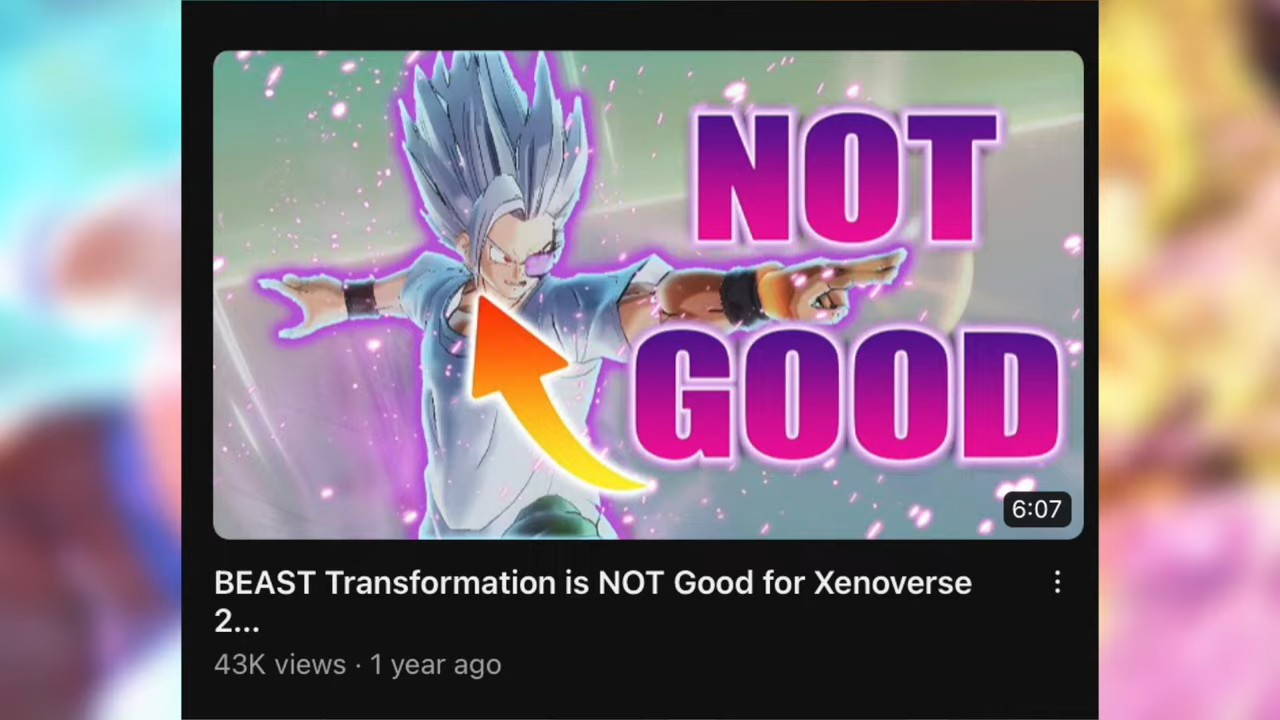 NOT
GOOD
6:07
BEAST Transformation is NOT Good for Xenoverse
2...
43K views · 1 year ago